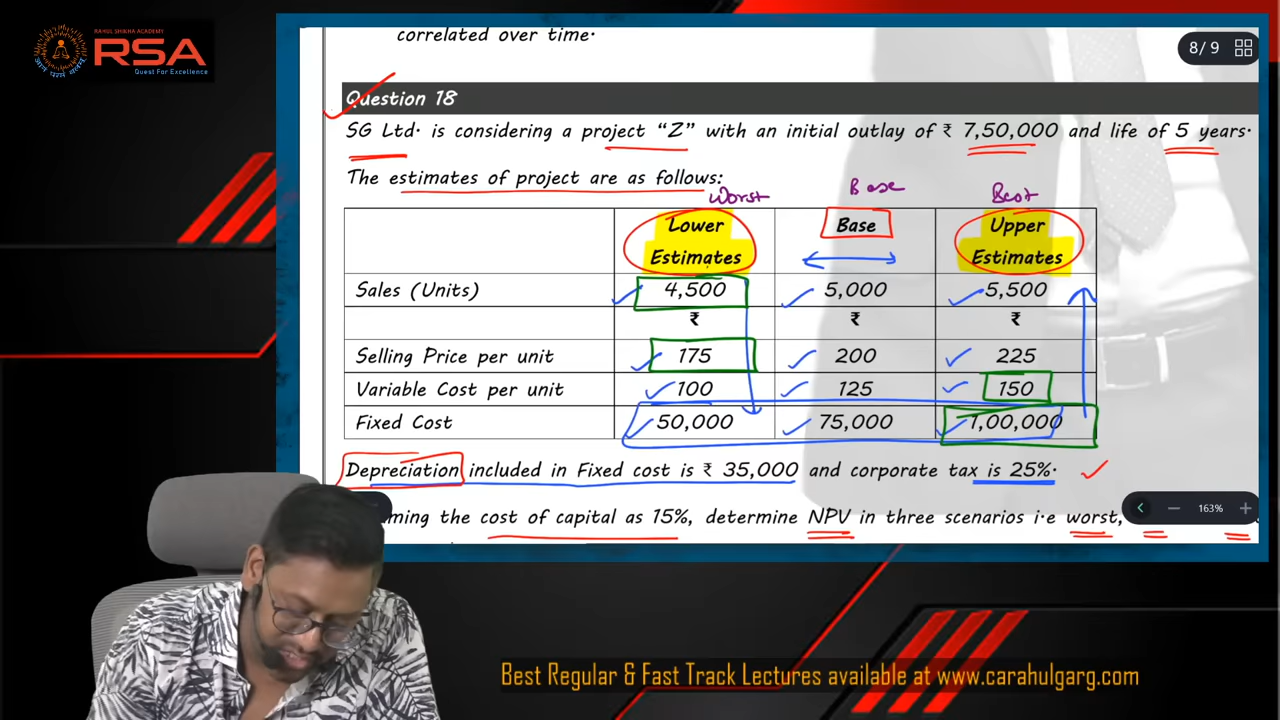 RAHUL SHIKHA ACADEMY
RSA
Quest For Excellence
correlated over time.
8 / 9
Question 18
SG Ltd. is considering a project “Z” with an initial outlay of ₹ 7,50,000 and life of 5 years.
The estimates of project are as follows:
Worst Base Best
Lower Estimates Base Upper Estimates
Sales (Units) 4,500 5,000 5,500
₹ ₹ ₹
Selling Price per unit 175 200 225
Variable Cost per unit 100 125 150
Fixed Cost 50,000 75,000 1,00,000
Depreciation included in Fixed cost is ₹ 35,000 and corporate tax is 25%.
the cost of capital as 15%, determine NPV in three scenarios i.e worst,
163%
Best Regular & Fast Track Lectures available at www.carahulgarg.com